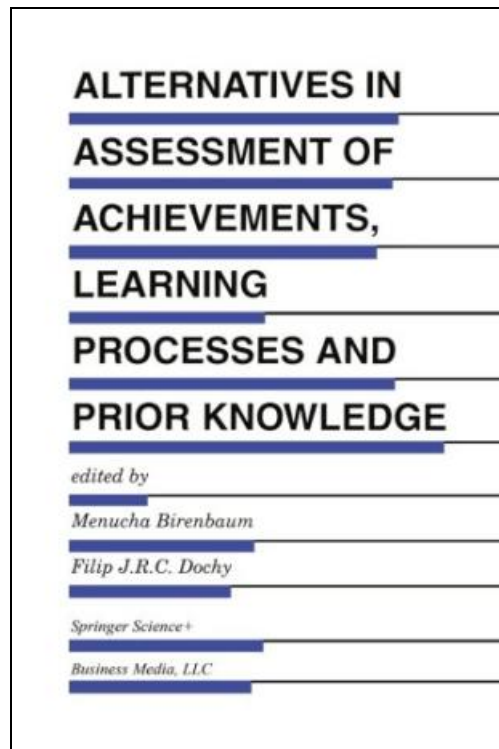 ALTERNATIVES IN
ASSESSMENT OF
ACHIEVEMENTS,
LEARNING
PROCESSES AND
PRIOR KNOWLEDGE
edited by
Menucha Birenbaum
Filip J.R.C. Dochy
Springer Science+
Business Media, LLC